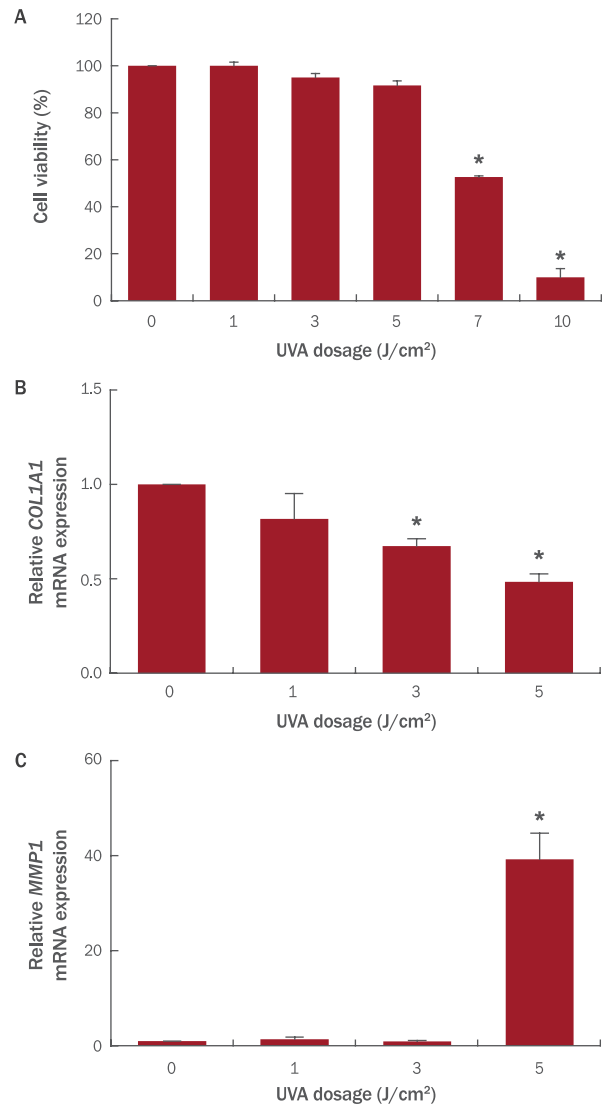 A
120
100
80
60
40
20
0
Cell viability (%)
* *
0 1 3 5 7 10
UVA dosage (J/cm²)
B
1.5
1.0
0.5
0.0
Relative COL1A1
mRNA expression
* *
0 1 3 5
UVA dosage (J/cm²)
C
60
40
20
0
Relative MMP1
mRNA expression
*
0 1 3 5
UVA dosage (J/cm²)